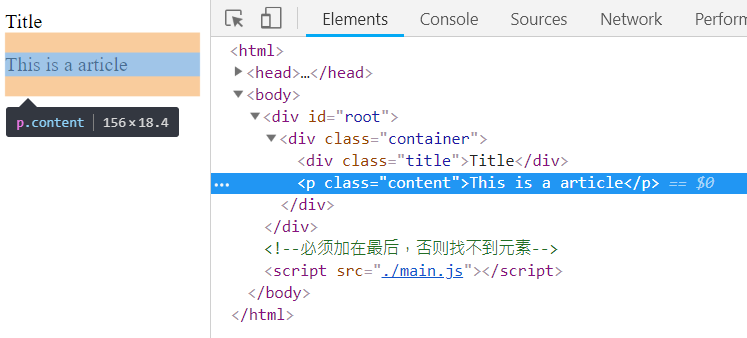 Title
This is a article
p.content 156×18.4
Elements Console Sources Network Perform
<html>
<head>…</head>
<body>
<div id="root">
<div class="container">
<div class="title">Title</div>
<p class="content">This is a article</p> == $0
</div>
</div>
<!--必须加在最后，否则找不到元素-->
<script src="./main.js"></script>
</body>
</html>